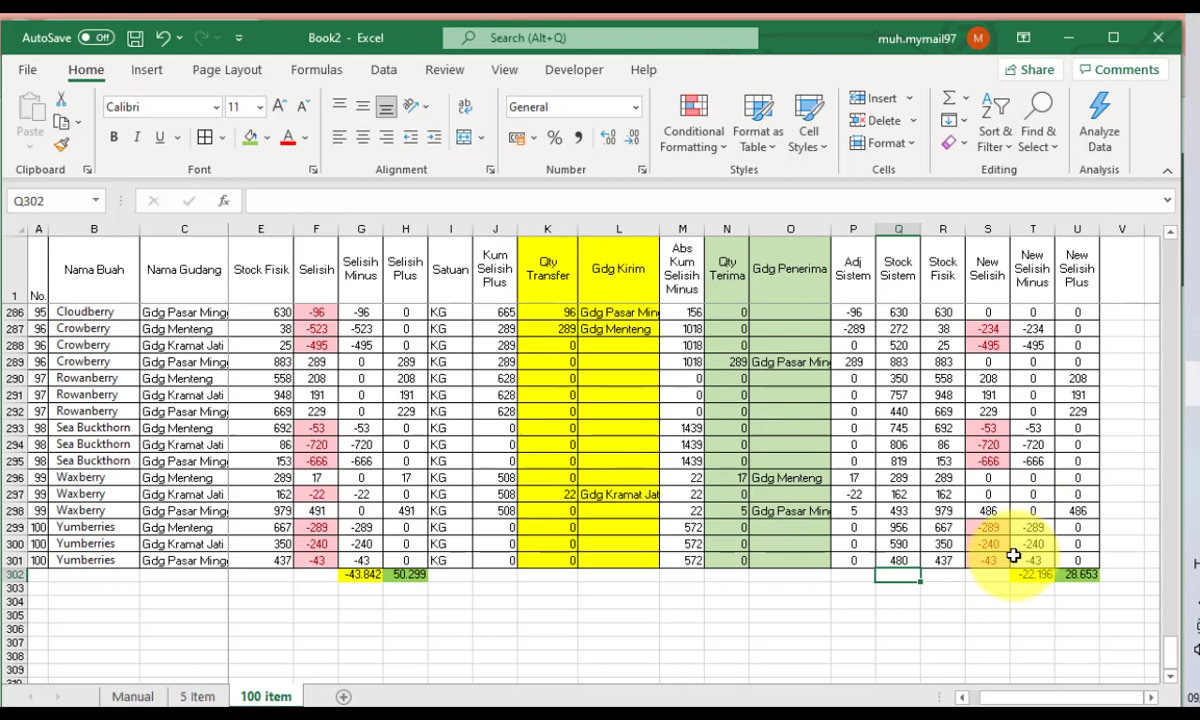 AutoSave Off Book2 - Excel Search (Alt+Q) muh.mymail97 M
File Home Insert Page Layout Formulas Data Review View Developer Help Share Comments
Paste Calibri 11 General Conditional Formatting Format as Table Cell Styles Insert Delete Format Sort & Filter Find & Select Analyze Data
Clipboard Font Alignment Number Styles Cells Editing Analysis
Q302 fx
A B C E F G H I J K L M N O P Q R S T U V
1 No. Nama Buah Nama Gudang Stock Fisik Selisih Selisih Minus Selisih Plus Satuan Kum Selisih Plus Qty Transfer Gdg Kirim Abs Kum Selisih Minus Qty Terima Gdg Penerima Adj Sistem Stock Sistem Stock Fisik New Selisih New Selisih Minus New Selisih Plus
286 95 Cloudberry Gdg Pasar Ming 630 -96 -96 0 KG 665 96 Gdg Pasar Min 156 0 -96 630 630 0 0 0
287 96 Crowberry Gdg Menteng 38 -523 -523 0 KG 289 289 Gdg Menteng 1018 0 -289 272 38 -234 -234 0
288 96 Crowberry Gdg Kramat Jati 25 -495 -495 0 KG 289 0 1018 0 0 520 25 -495 -495 0
289 96 Crowberry Gdg Pasar Ming 883 289 0 289 KG 289 0 1018 289 Gdg Pasar Min 289 883 883 0 0 0
290 97 Rowanberry Gdg Menteng 558 208 0 208 KG 628 0 0 0 0 350 558 208 0 208
291 97 Rowanberry Gdg Kramat Jati 948 191 0 191 KG 628 0 0 0 0 757 948 191 0 191
292 97 Rowanberry Gdg Pasar Ming 669 229 0 229 KG 628 0 0 0 0 440 669 229 0 229
293 98 Sea Buckthorn Gdg Menteng 692 -53 -53 0 KG 0 0 1439 0 0 745 692 -53 -53 0
294 98 Sea Buckthorn Gdg Kramat Jati 86 -720 -720 0 KG 0 0 1439 0 0 806 86 -720 -720 0
295 98 Sea Buckthorn Gdg Pasar Ming 153 -666 -666 0 KG 0 0 1439 0 0 819 153 -666 -666 0
296 99 Waxberry Gdg Menteng 289 17 0 17 KG 508 0 22 17 Gdg Menteng 17 289 289 0 0 0
297 99 Waxberry Gdg Kramat Jati 162 -22 -22 0 KG 508 22 Gdg Kramat Jat 22 0 -22 162 162 0 0 0
298 99 Waxberry Gdg Pasar Ming 979 491 0 491 KG 508 0 22 5 Gdg Pasar Min 5 493 979 486 0 486
299 100 Yumberries Gdg Menteng 667 -289 -289 0 KG 0 0 572 0 0 956 667 -289 -289 0
300 100 Yumberries Gdg Kramat Jati 350 -240 -240 0 KG 0 0 572 0 0 590 350 -240 -240 0
301 100 Yumberries Gdg Pasar Ming 437 -43 -43 0 KG 0 0 572 0 0 480 437 -43 -43 0
302 -43.842 50.299 -22.196 28.653
303
304
305
306
307
308
309
Manual 5 Item 100 item